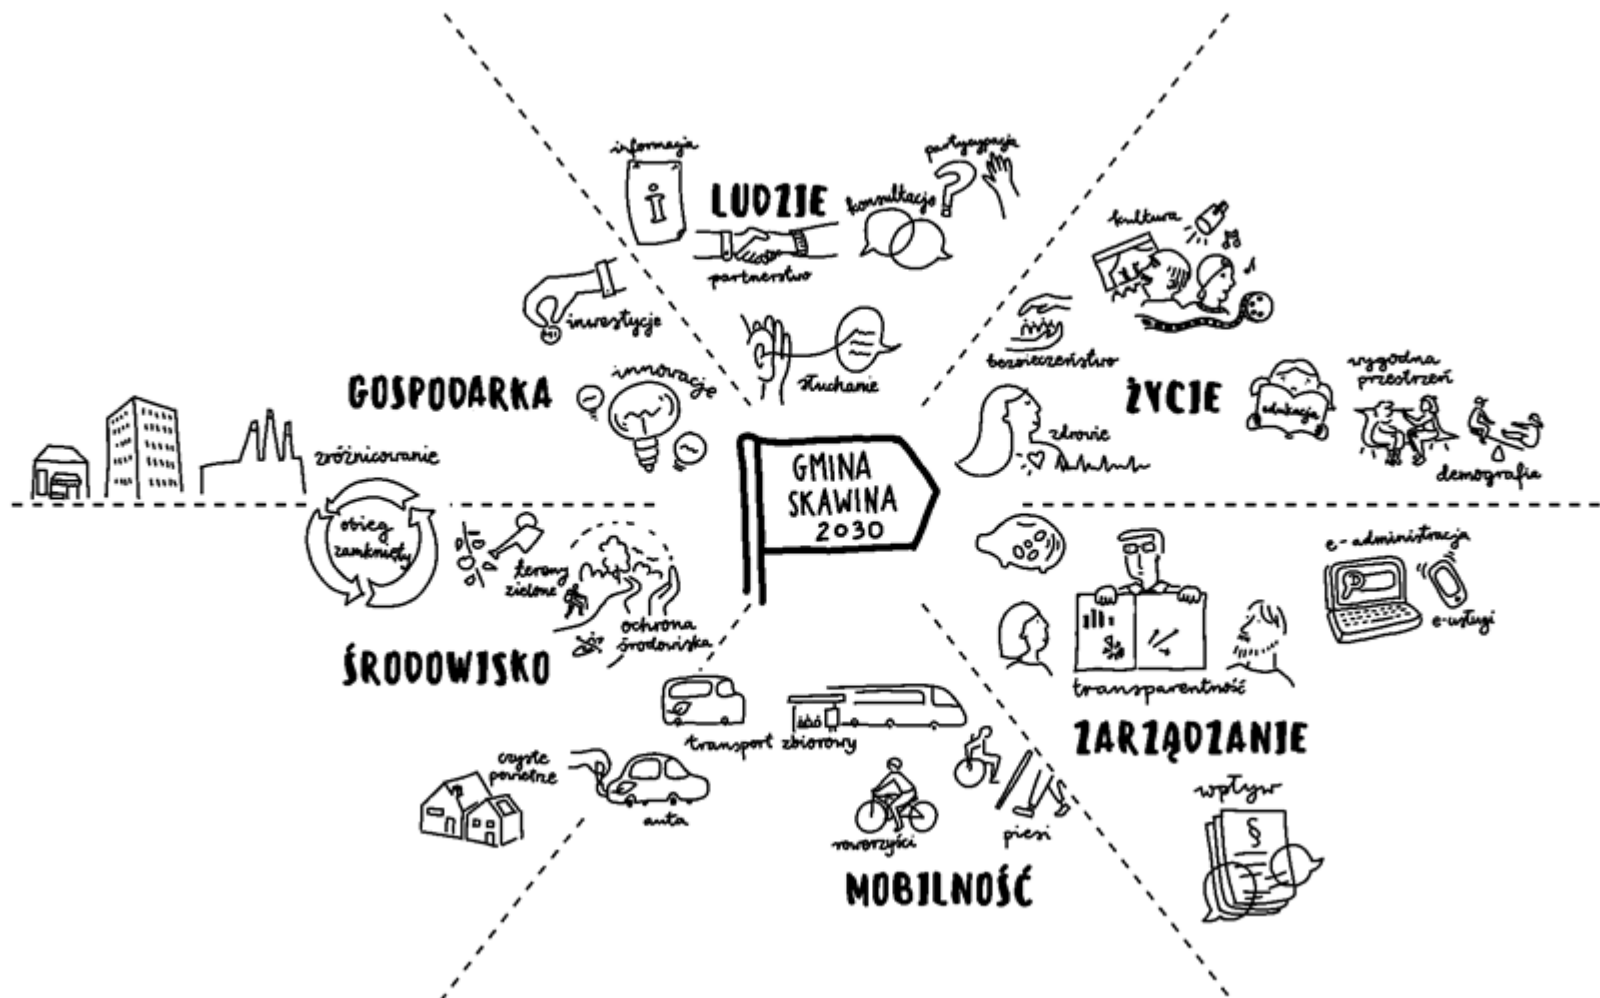 informacja
LUDZIE
partycypacja
konsultacje
partnerstwo
słuchanie
inwestycje
innowacje
GOSPODARKA
zróżnicowanie
kultura
bezpieczeństwo
ŻYCIE
edukacja
wygodna
przestrzeń
zdrowie
demografia
GMINA
SKAWINA
2030
obieg
zamknięty
tereny
zielone
ochrona
środowiska
ŚRODOWISKO
czyste
powietrze
transport zbiorowy
auta
rowerzyści
piesi
MOBILNOŚĆ
e-administracja
e-usługi
transparentność
ZARZĄDZANIE
wpływ
§